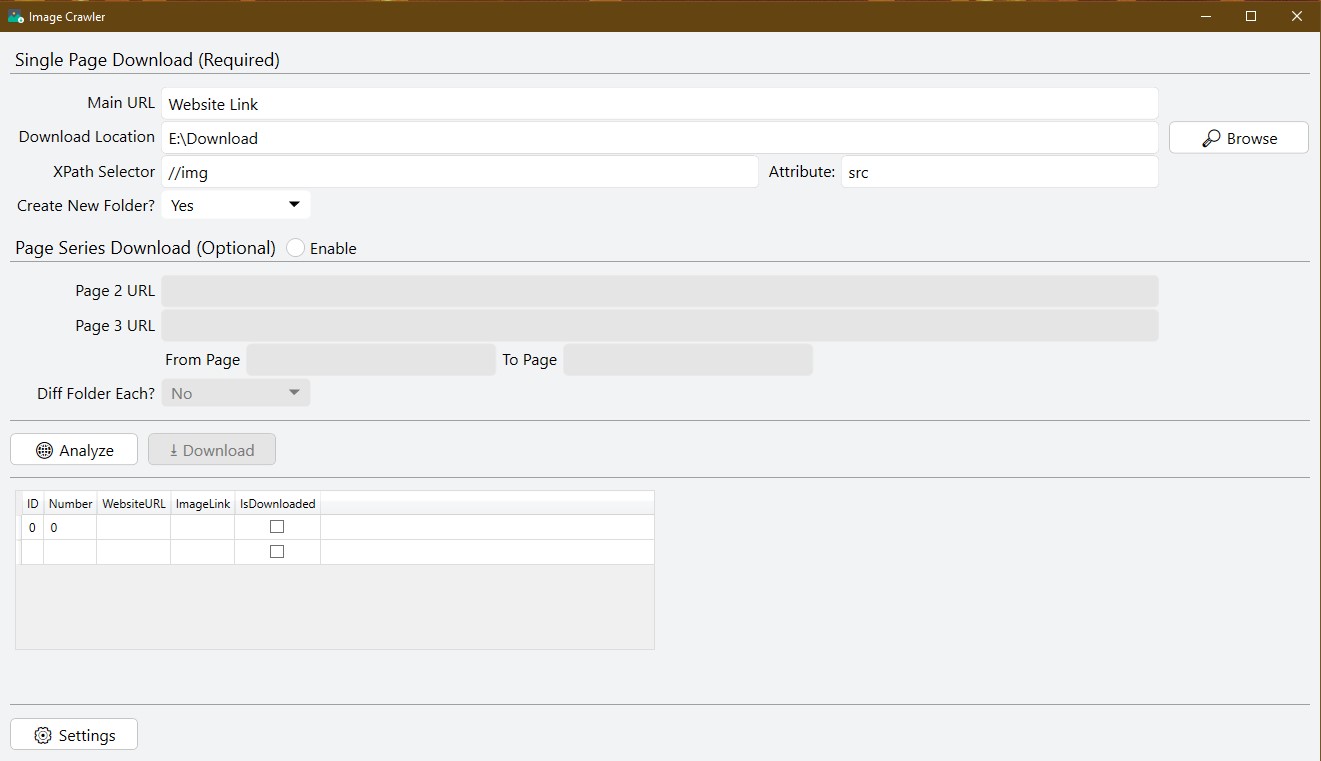 Image Crawler
Single Page Download (Required)
Main URL Website Link
Download Location E:\Download Browse
XPath Selector //img Attribute: src
Create New Folder? Yes
Page Series Download (Optional) Enable
Page 2 URL
Page 3 URL
From Page To Page
Diff Folder Each? No
Analyze Download
ID Number WebsiteURL ImageLink IsDownloaded
0 0
Settings